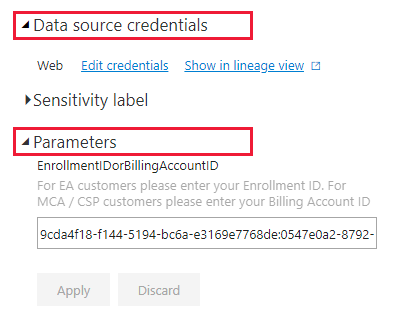 Data source credentials
Web Edit credentials Show in lineage view
Sensitivity label
Parameters
EnrollmentIDorBillingAccountID
For EA customers please enter your Enrollment ID. For
MCA / CSP customers please enter your Billing Account ID
9cda4f18-f144-5194-bc6a-e3169e7768de:0547e0a2-8792-
Apply Discard